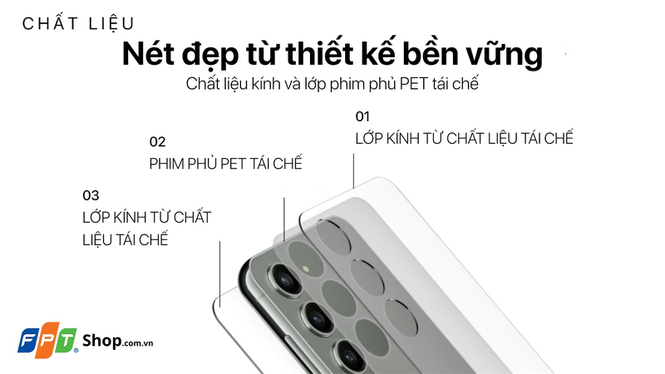 CHẤT LIỆU
Nét đẹp từ thiết kế bền vững
Chất liệu kính và lớp phim phủ PET tái chế
01
LỚP KÍNH TỪ CHẤT LIỆU TÁI CHẾ
02
PHIM PHỦ PET TÁI CHẾ
03
LỚP KÍNH TỪ CHẤT
LIỆU TÁI CHẾ
FPT® Shop.com.vn